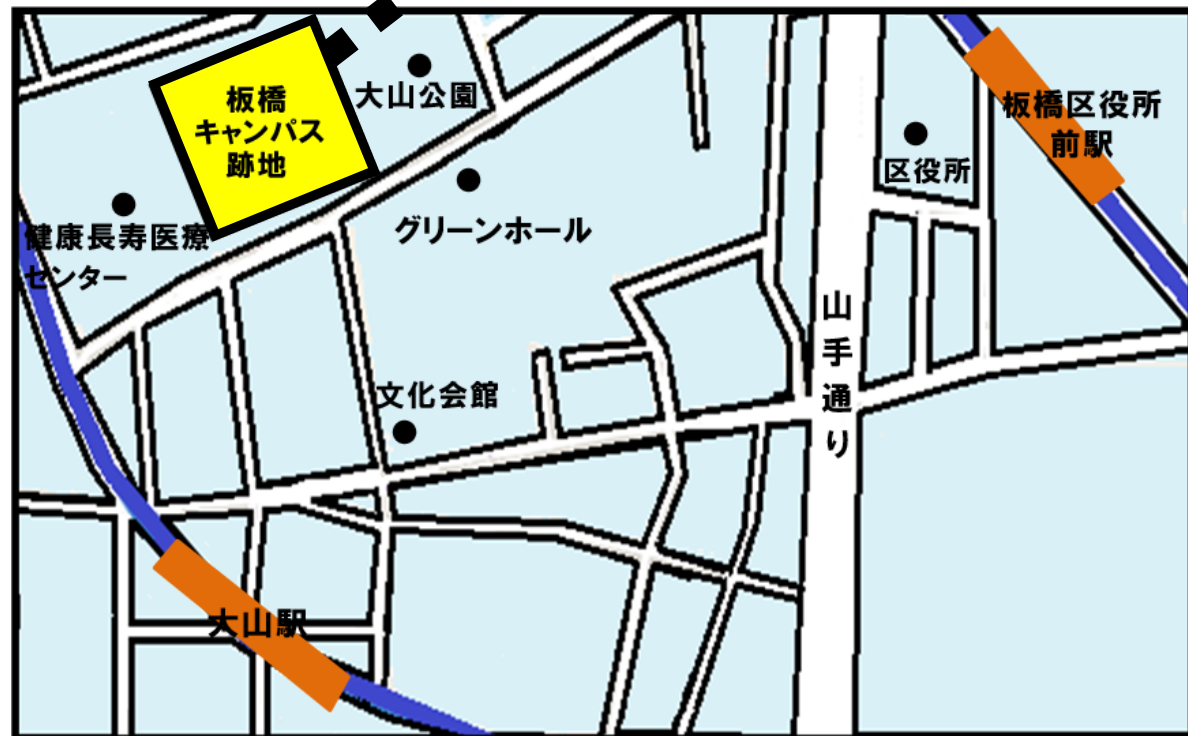 板橋
キャンパス
跡地
大山公園
板橋区役所
前駅
区役所
健康長寿医療
センター
グリーンホール
山手通り
文化会館
大山駅